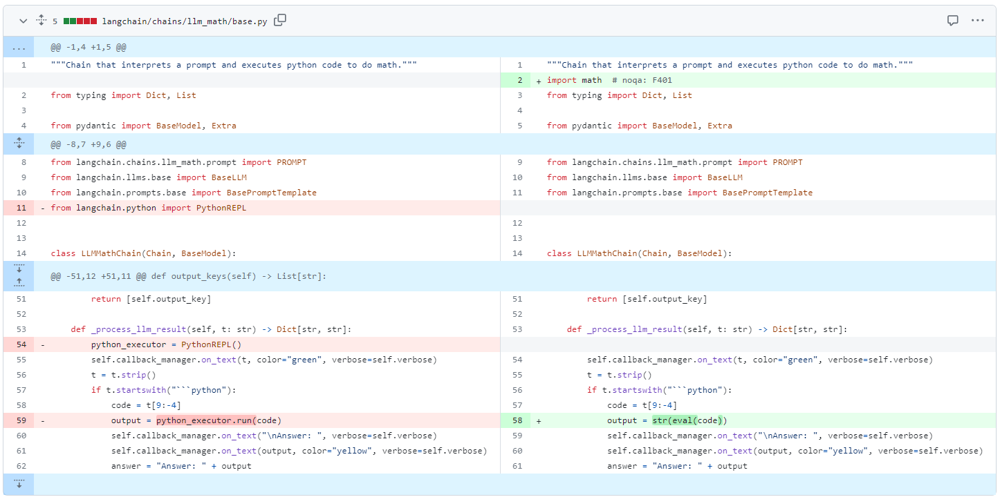 5 langchain/chains/llm_math/base.py
... @@ -1,4 +1,5 @@
1 """Chain that interprets a prompt and executes python code to do math."""
2 from typing import Dict, List
3
4 from pydantic import BaseModel, Extra
@@ -8,7 +9,6 @@
8 from langchain.chains.llm_math.prompt import PROMPT
9 from langchain.llms.base import BaseLLM
10 from langchain.prompts.base import BasePromptTemplate
11 - from langchain.python import PythonREPL
12
13
14 class LLMMathChain(Chain, BaseModel):
@@ -51,12 +51,11 @@ def output_keys(self) -> List[str]:
51 return [self.output_key]
52
53 def _process_llm_result(self, t: str) -> Dict[str, str]:
54 - python_executor = PythonREPL()
55 self.callback_manager.on_text(t, color="green", verbose=self.verbose)
56 t = t.strip()
57 if t.startswith("```python"):
58 code = t[9:-4]
59 - output = python_executor.run(code)
60 self.callback_manager.on_text("\nAnswer: ", verbose=self.verbose)
61 self.callback_manager.on_text(output, color="yellow", verbose=self.verbose)
62 answer = "Answer: " + output
1 """Chain that interprets a prompt and executes python code to do math."""
2 + import math  # noqa: F401
3 from typing import Dict, List
4
5 from pydantic import BaseModel, Extra
9 from langchain.chains.llm_math.prompt import PROMPT
10 from langchain.llms.base import BaseLLM
11 from langchain.prompts.base import BasePromptTemplate
12
13
14 class LLMMathChain(Chain, BaseModel):
51 return [self.output_key]
52
53 def _process_llm_result(self, t: str) -> Dict[str, str]:
54 self.callback_manager.on_text(t, color="green", verbose=self.verbose)
55 t = t.strip()
56 if t.startswith("```python"):
57 code = t[9:-4]
58 + output = str(eval(code))
59 self.callback_manager.on_text("\nAnswer: ", verbose=self.verbose)
60 self.callback_manager.on_text(output, color="yellow", verbose=self.verbose)
61 answer = "Answer: " + output